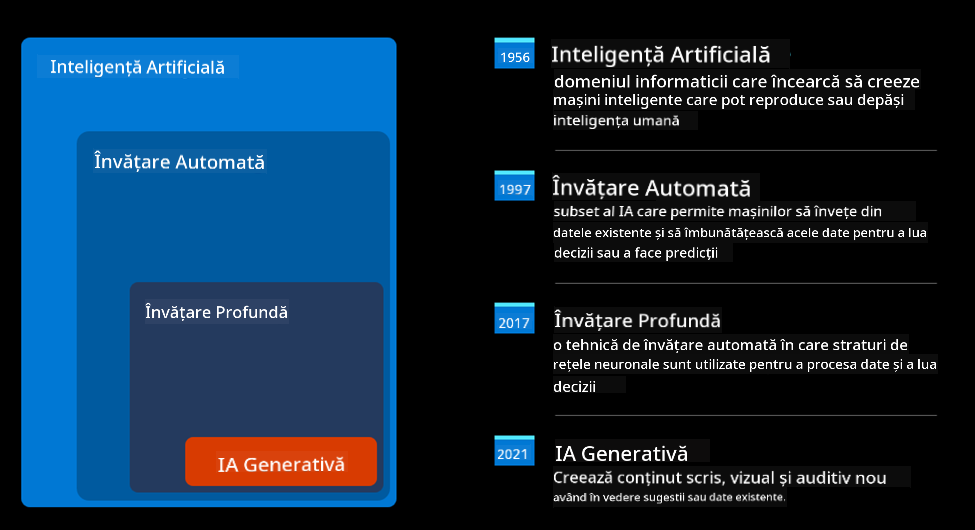 Inteligență Artificială
Învățare Automată
Învățare Profundă
IA Generativă
1956
Inteligență Artificială
domeniul informaticii care încearcă să creeze
mașini inteligente care pot reproduce sau depăși
inteligența umană
1997
Învățare Automată
subset al IA care permite mașinilor să învețe din
datele existente și să îmbunătățească acele date pentru a lua
decizii sau a face predicții
2017
Învățare Profundă
o tehnică de învățare automată în care straturi de
rețele neuronale sunt utilizate pentru a procesa date și a lua
decizii
2021
IA Generativă
Creează conținut scris, vizual și auditiv nou
având în vedere sugestii sau date existente.